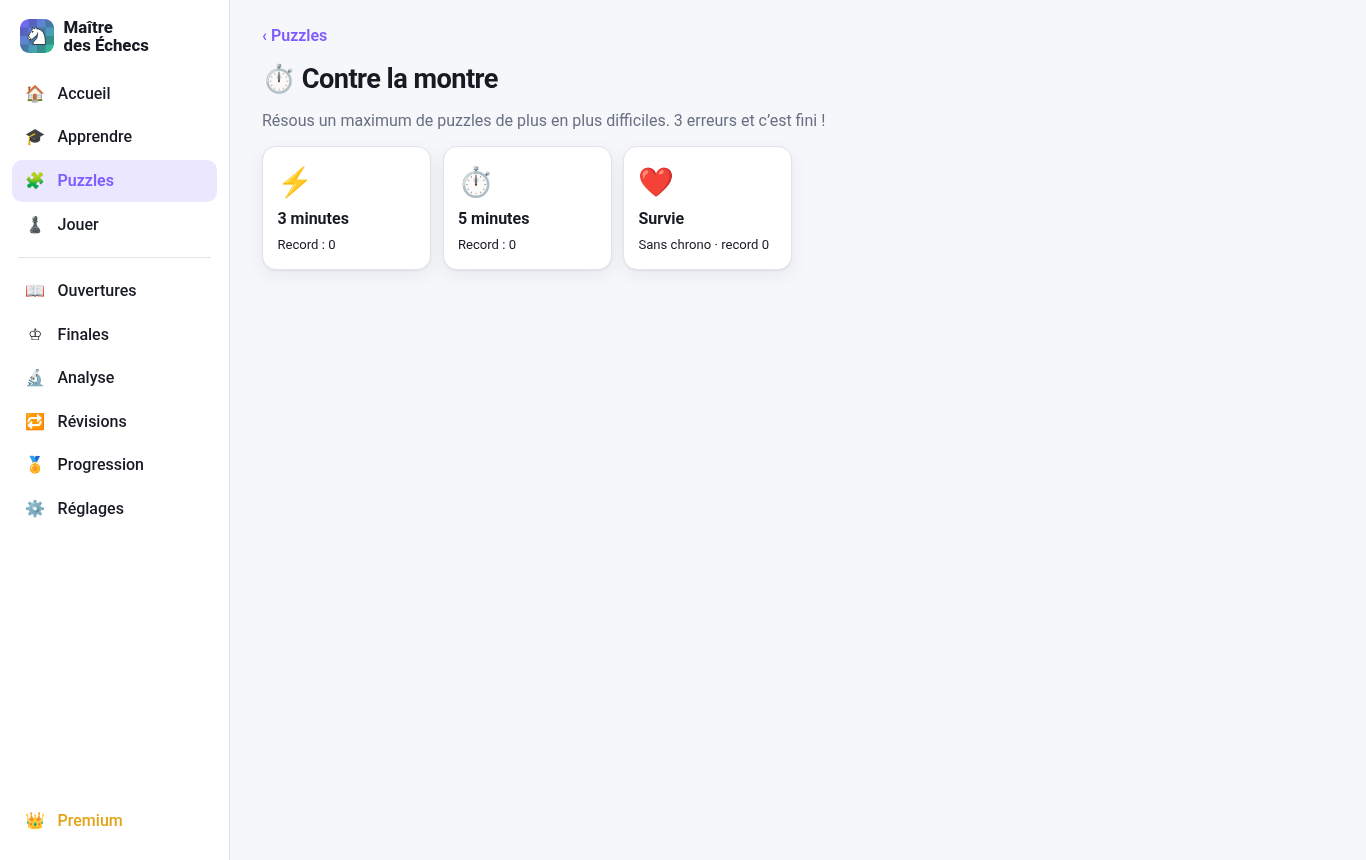 Maître
des Échecs
Accueil
Apprendre
Puzzles
Jouer
Ouvertures
Finales
Analyse
Révisions
Progression
Réglages
Premium
‹ Puzzles
Contre la montre
Résous un maximum de puzzles de plus en plus difficiles. 3 erreurs et c’est fini !
3 minutes
Record : 0
5 minutes
Record : 0
Survie
Sans chrono · record 0